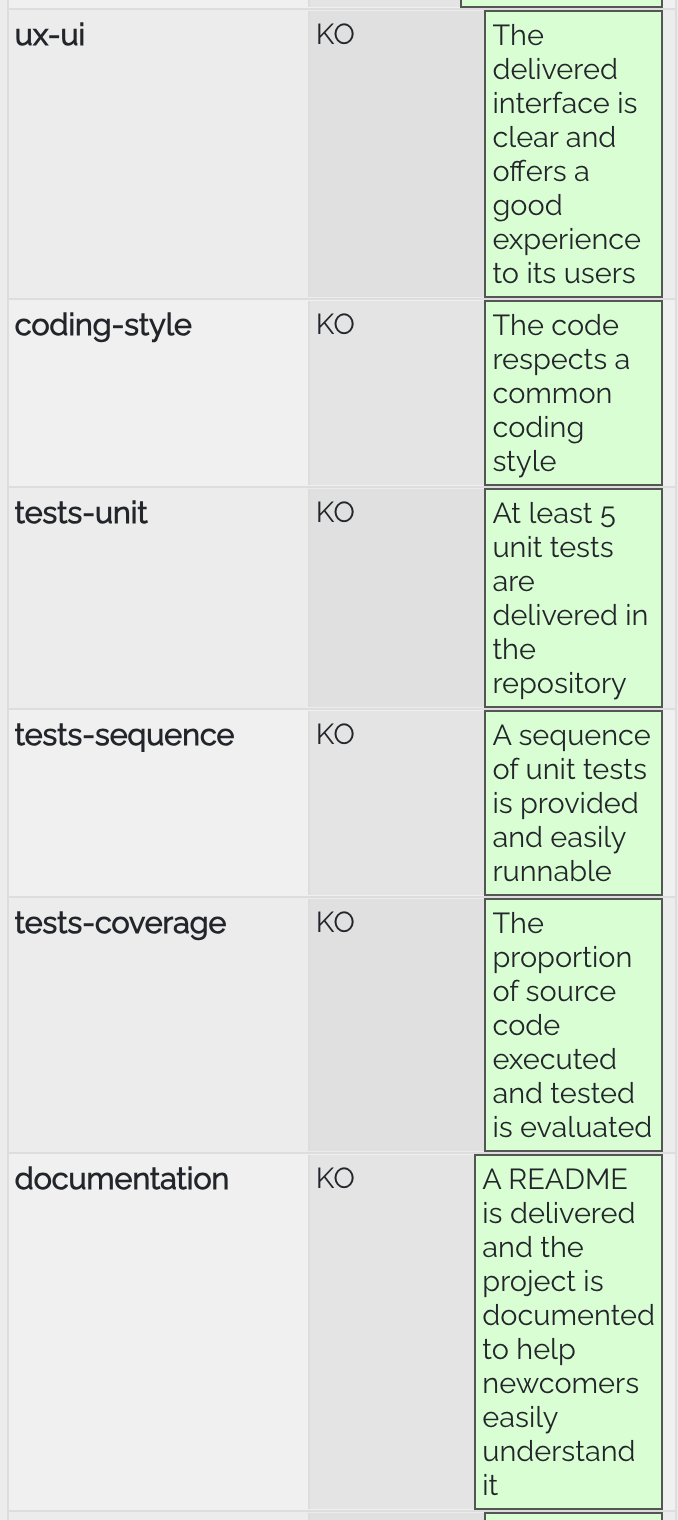 ux-ui
KO
The
delivered
interface is
clear and
offers a
good
experience
to its users
coding-style
KO
The code
respects a
common
coding
style
tests-unit
KO
At least 5
unit tests
are
delivered in
the
repository
tests-sequence
KO
A sequence
of unit tests
is provided
and easily
runnable
tests-coverage
KO
The
proportion
of source
code
executed
and tested
is evaluated
documentation
KO
A README
is delivered
and the
project is
documented
to help
newcomers
easily
understand
it